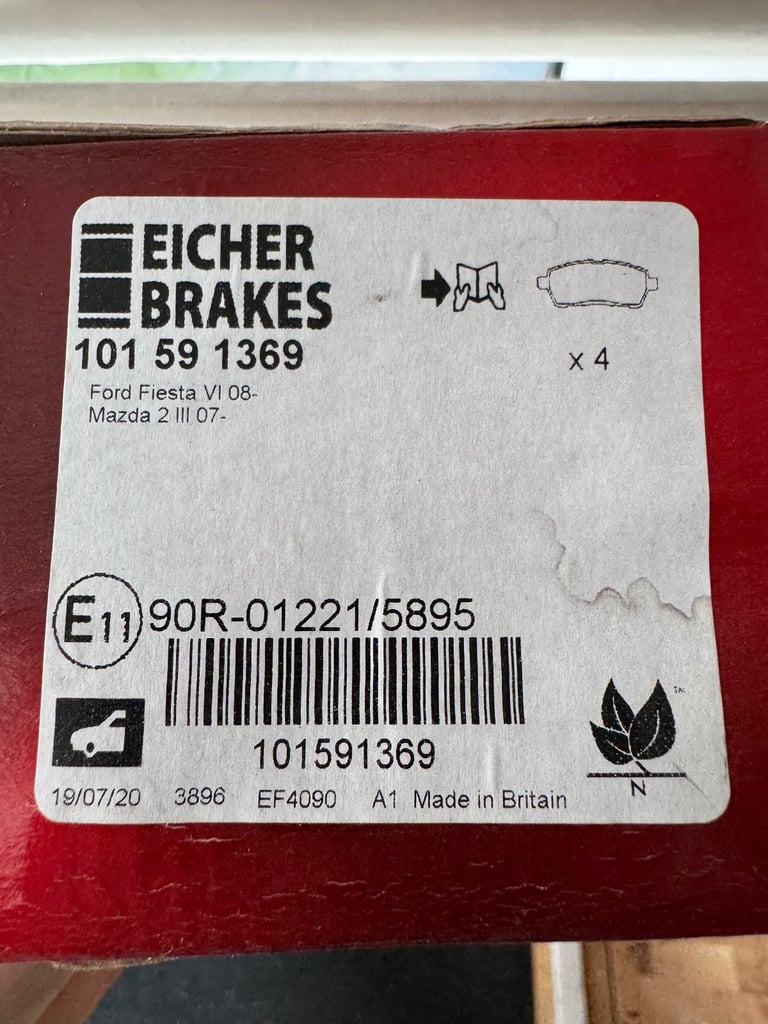 EICHER
BRAKES
101 59 1369
x 4
Ford Fiesta VI 08-
Mazda 2 III 07-
E11 90R-01221/5895
101591369
N
19/07/20 3896 EF4090 A1 Made in Britain